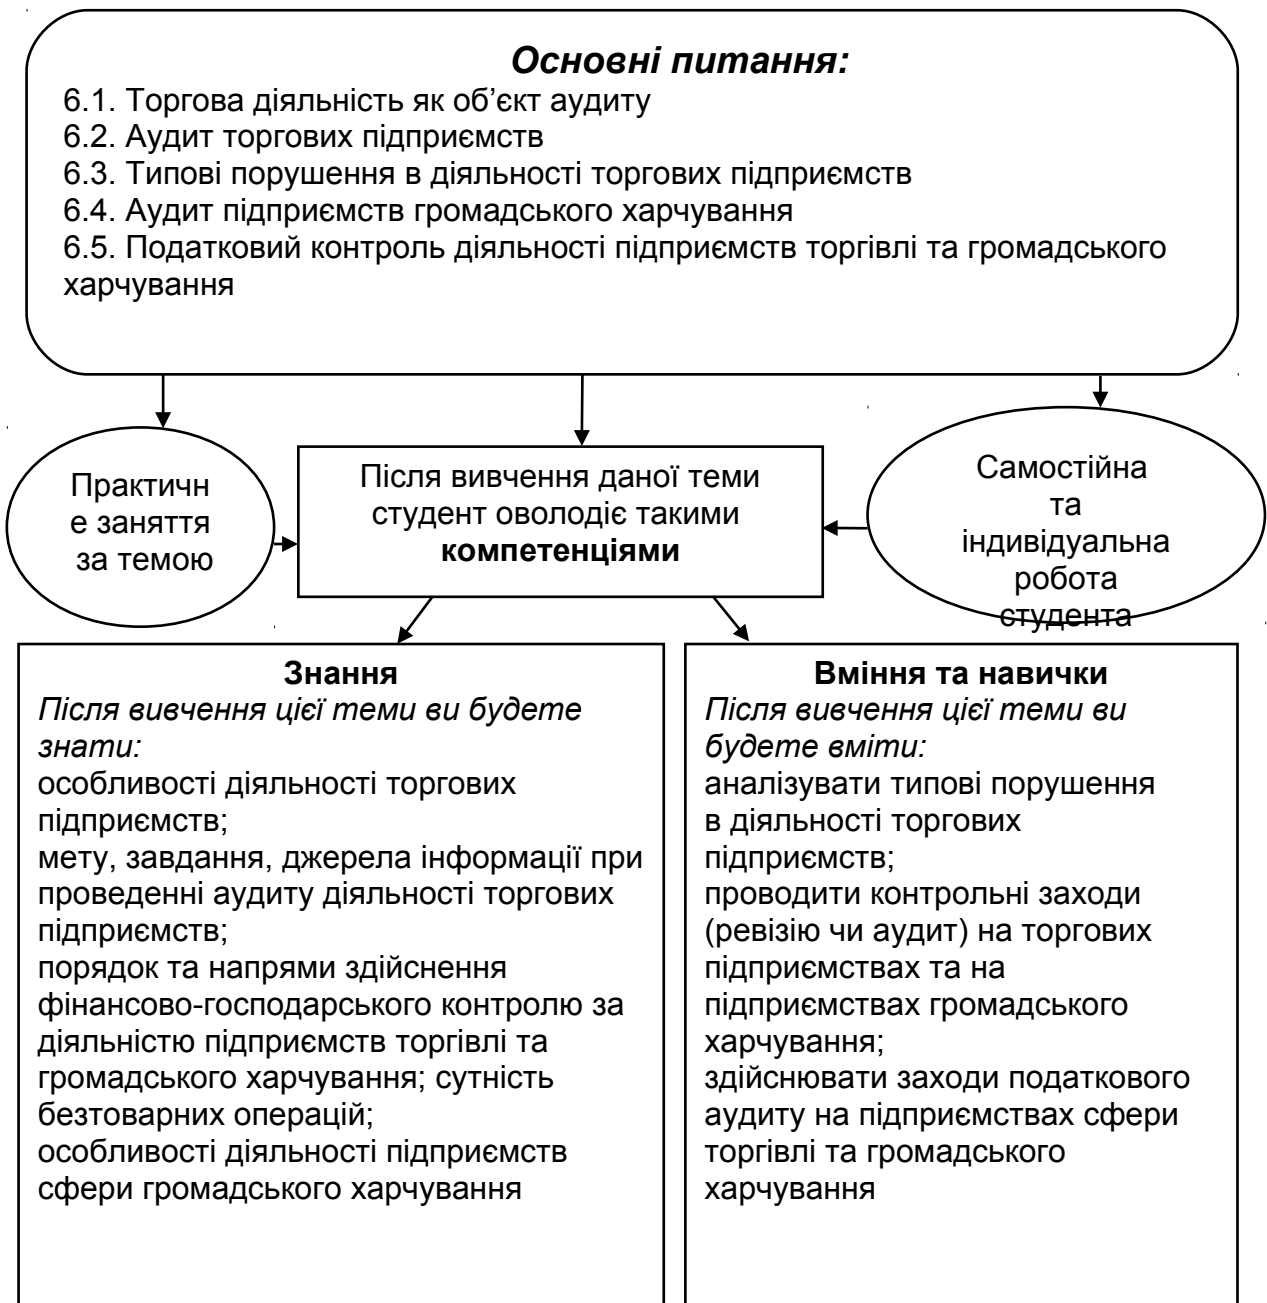 Основні питання:
6.1. Торгова діяльність як об’єкт аудиту
6.2. Аудит торгових підприємств
6.3. Типові порушення в діяльності торгових підприємств
6.4. Аудит підприємств громадського харчування
6.5. Податковий контроль діяльності підприємств торгівлі та громадського
харчування
Практичн
е заняття
за темою
Після вивчення даної теми
студент оволодіє такими
компетенціями
Самостійна
та
індивідуальна
робота
студента
Знання
Після вивчення цієї теми ви будете
знати:
особливості діяльності торгових
підприємств;
мету, завдання, джерела інформації при
проведенні аудиту діяльності торгових
підприємств;
порядок та напрями здійснення
фінансово-господарського контролю за
діяльністю підприємств торгівлі та
громадського харчування; сутність
безтоварних операцій;
особливості діяльності підприємств
сфери громадського харчування
Вміння та навички
Після вивчення цієї теми ви
будете вміти:
аналізувати типові порушення
в діяльності торгових
підприємств;
проводити контрольні заходи
(ревізію чи аудит) на торгових
підприємствах та на
підприємствах громадського
харчування;
здійснювати заходи податкового
аудиту на підприємствах сфери
торгівлі та громадського
харчування